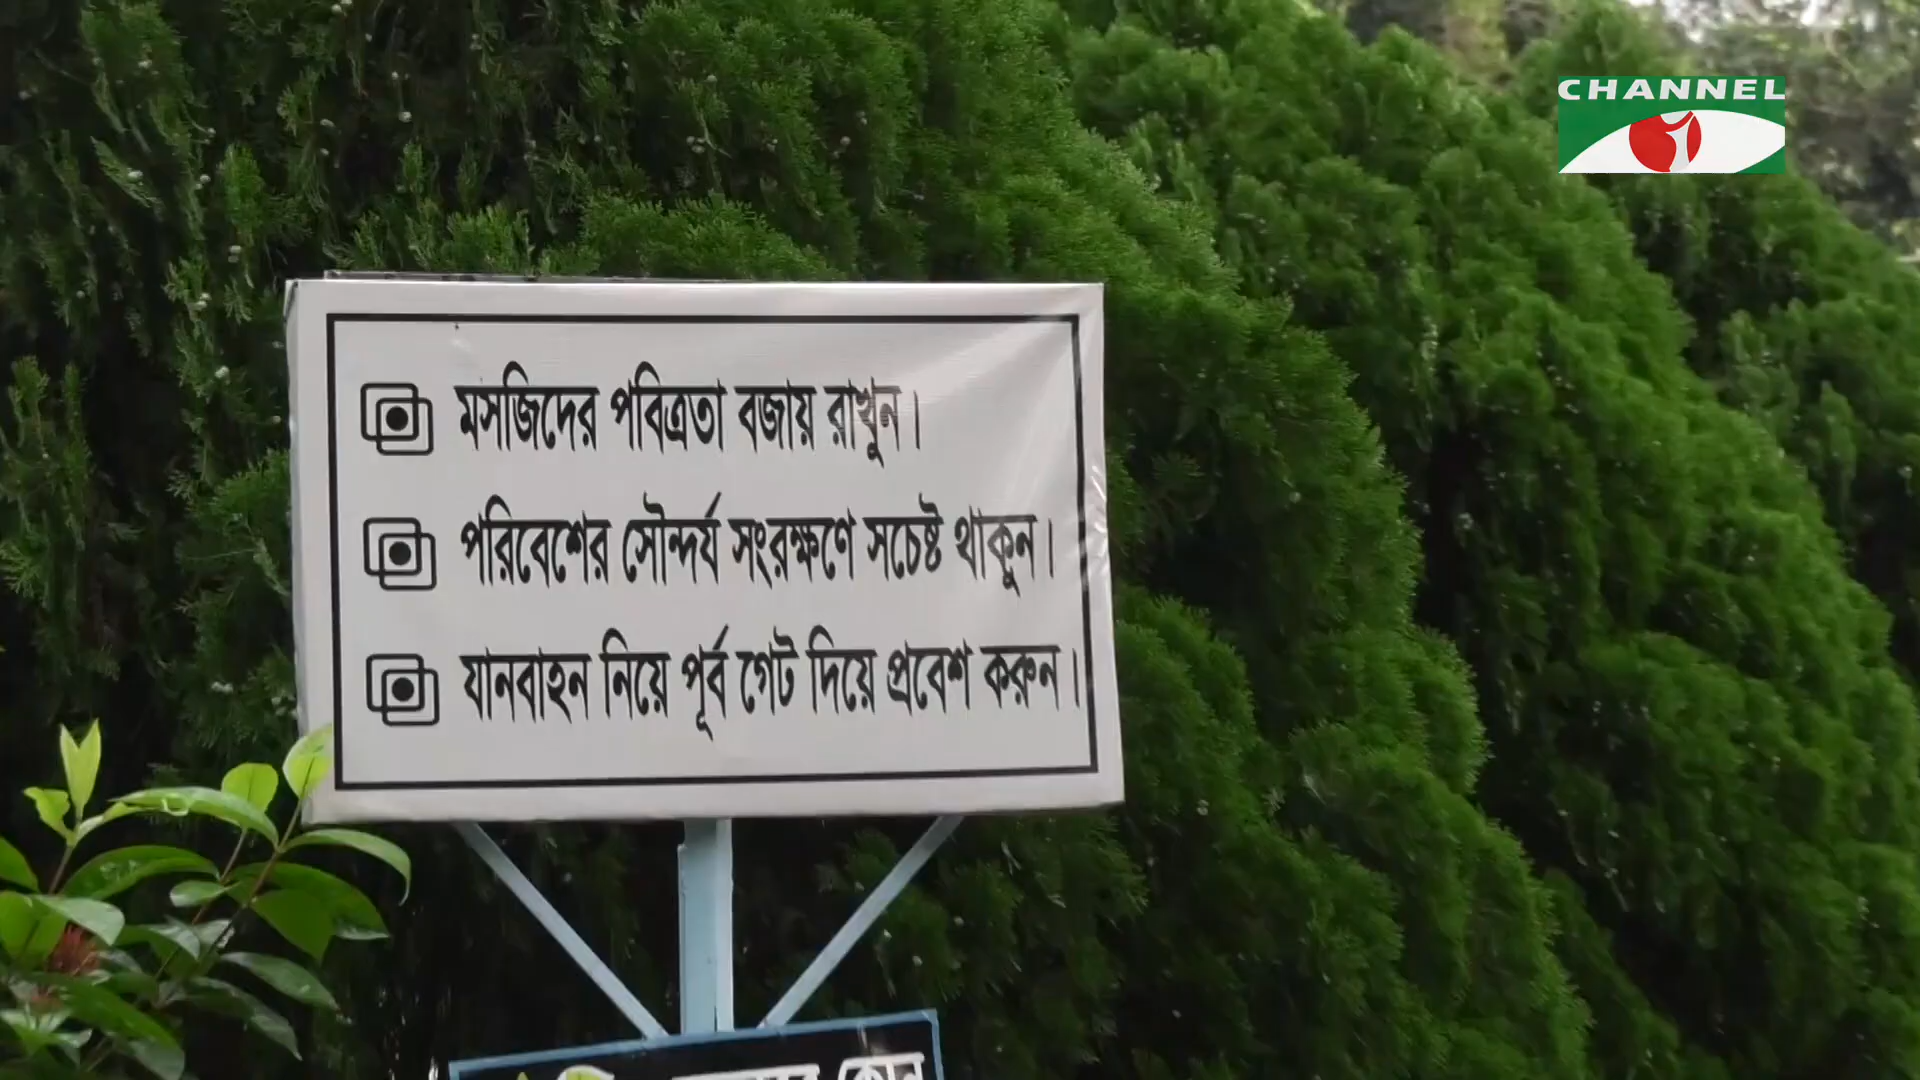 CHANNEL
মসজিদের পবিত্রতা বজায় রাখুন।
পরিবেশের সৌন্দর্য সংরক্ষণে সচেষ্ট থাকুন।
যানবাহন নিয়ে পূর্ব গেট দিয়ে প্রবেশ করুন।
কোন